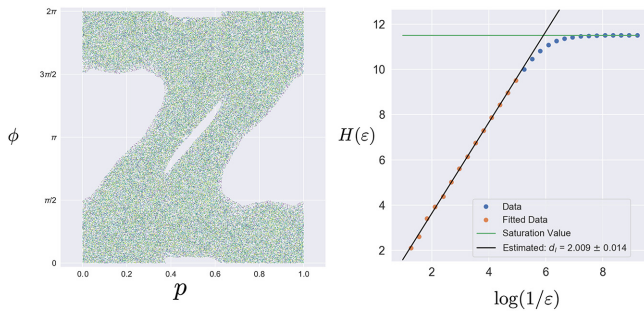 2π
3π/2
π
π/2
0
ϕ
0.0 0.2 0.4 0.6 0.8 1.0
p
12
10
8
6
4
2
H(ε)
2 4 6 8
log(1/ε)
Data
Fitted Data
Saturation Value
Estimated: d_I = 2.009 ± 0.014